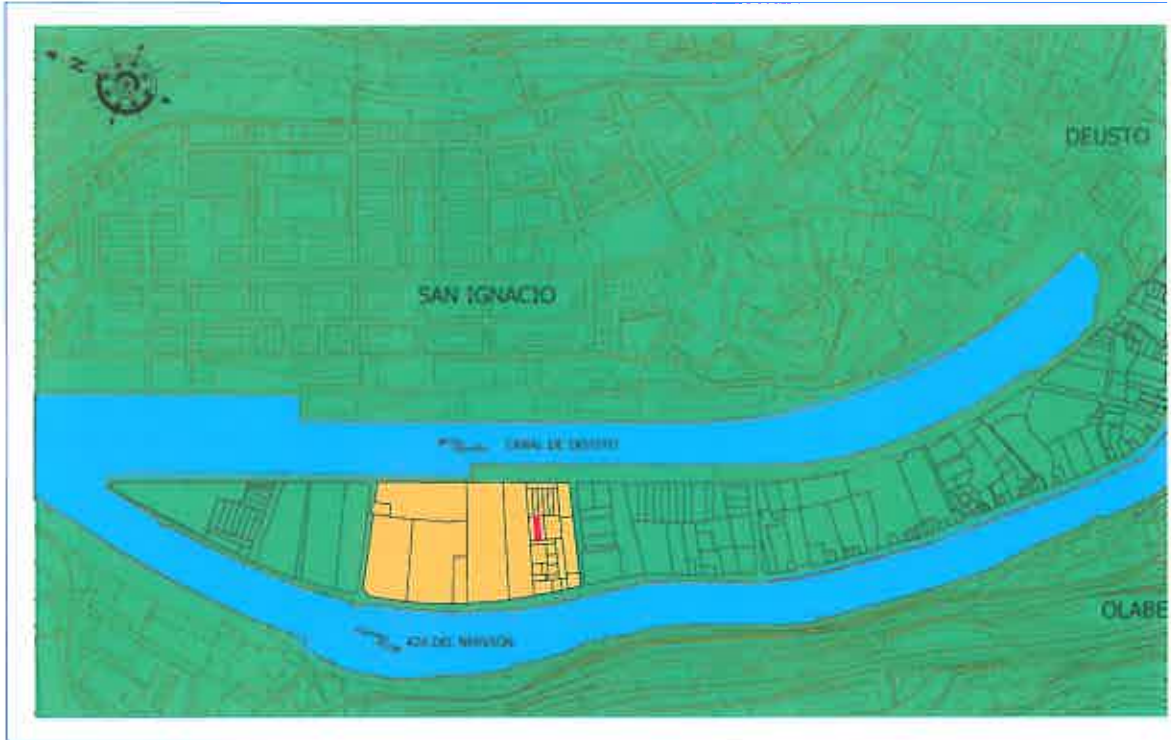 N
DEUSTO
SAN IGNACIO
CANAL DE DEUSTO
OLABE
RIA DEL NERVION